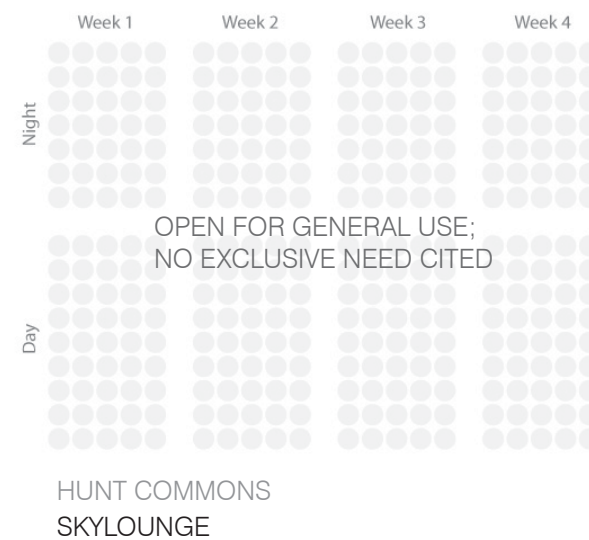 Week 1 Week 2 Week 3 Week 4
Night
OPEN FOR GENERAL USE;
NO EXCLUSIVE NEED CITED
Day
HUNT COMMONS
SKYLOUNGE